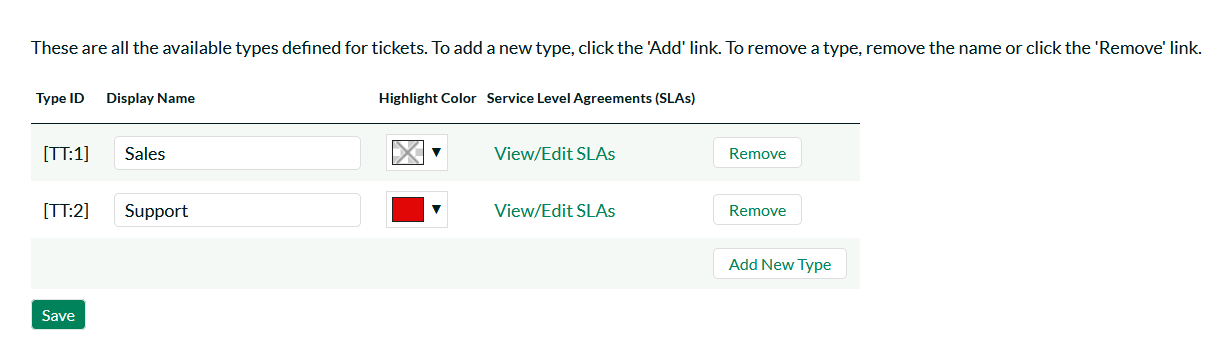 These are all the available types defined for tickets. To add a new type, click the 'Add' link. To remove a type, remove the name or click the 'Remove' link.
Type ID Display Name Highlight Color Service Level Agreements (SLAs)
[TT:1] Sales View/Edit SLAs Remove
[TT:2] Support View/Edit SLAs Remove
Add New Type
Save